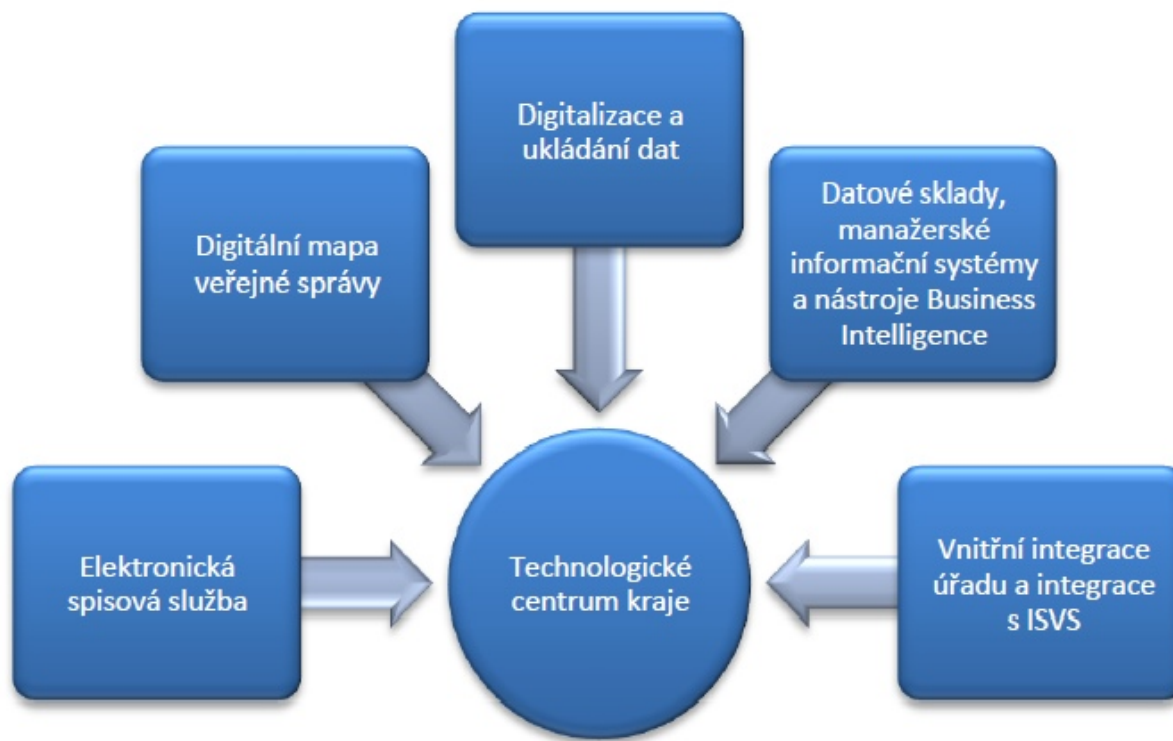 Digitalizace a
ukládání dat
Digitální mapa
veřejné správy
Datové sklady,
manažerské
informační systémy
a nástroje Business
Intelligence
Elektronická
spisová služba
Technologické
centrum kraje
Vnitřní integrace
úřadu a integrace
s ISVS